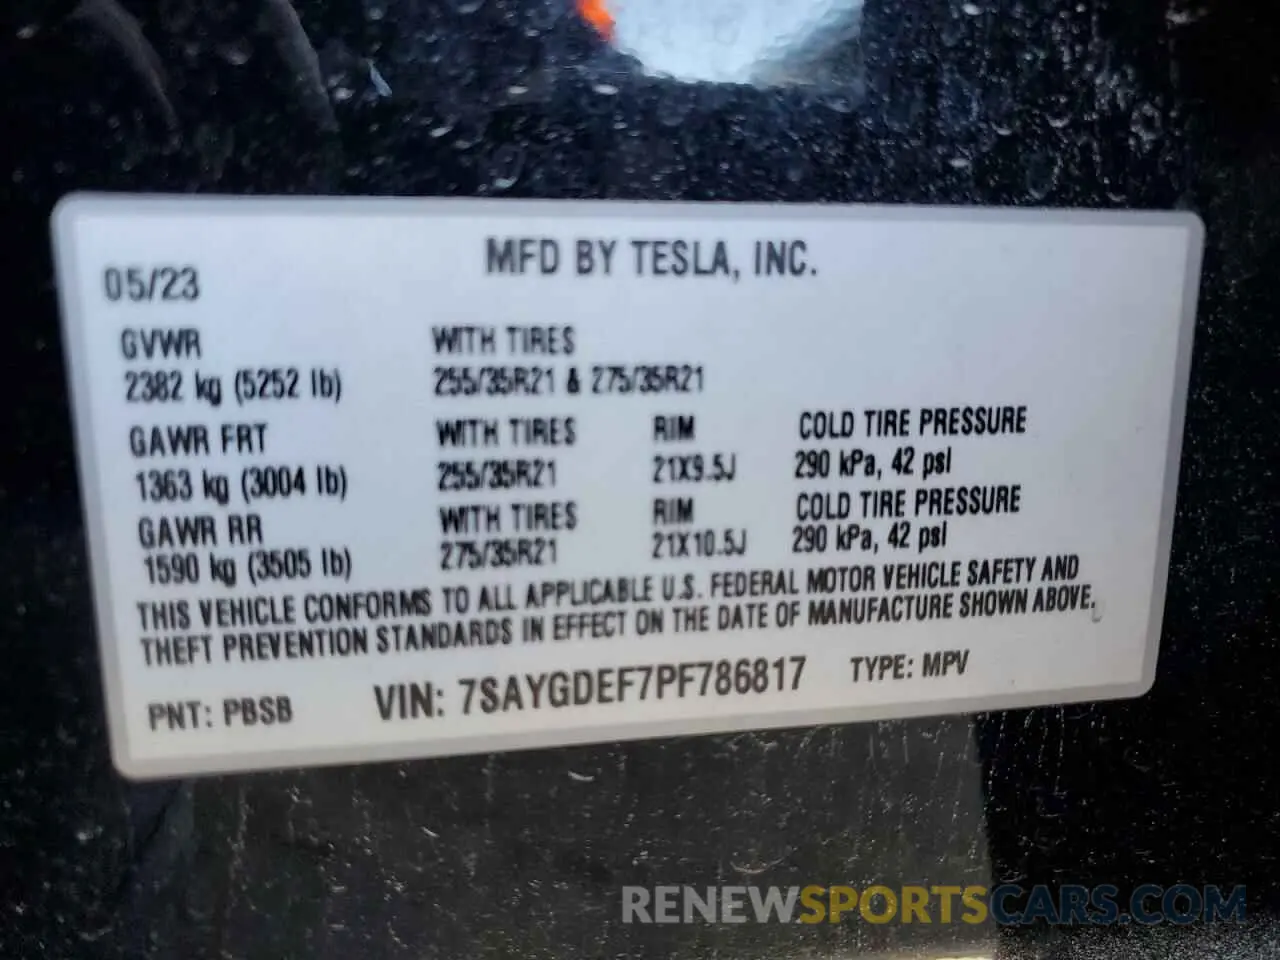 MFD BY TESLA, INC.
05/23
GVWR WITH TIRES
2382 kg (5252 lb) 255/35R21 & 275/35R21
GAWR FRT WITH TIRES RIM COLD TIRE PRESSURE
1363 kg (3004 lb) 255/35R21 21X9.5J 290 kPa, 42 psi
GAWR RR WITH TIRES RIM COLD TIRE PRESSURE
1590 kg (3505 lb) 275/35R21 21X10.5J 290 kPa, 42 psi
THIS VEHICLE CONFORMS TO ALL APPLICABLE U.S. FEDERAL MOTOR VEHICLE SAFETY AND
THEFT PREVENTION STANDARDS IN EFFECT ON THE DATE OF MANUFACTURE SHOWN ABOVE.
PNT: PBSB VIN: 7SAYGDEF7PF786817 TYPE: MPV
RENEWSPORTSCARS.COM